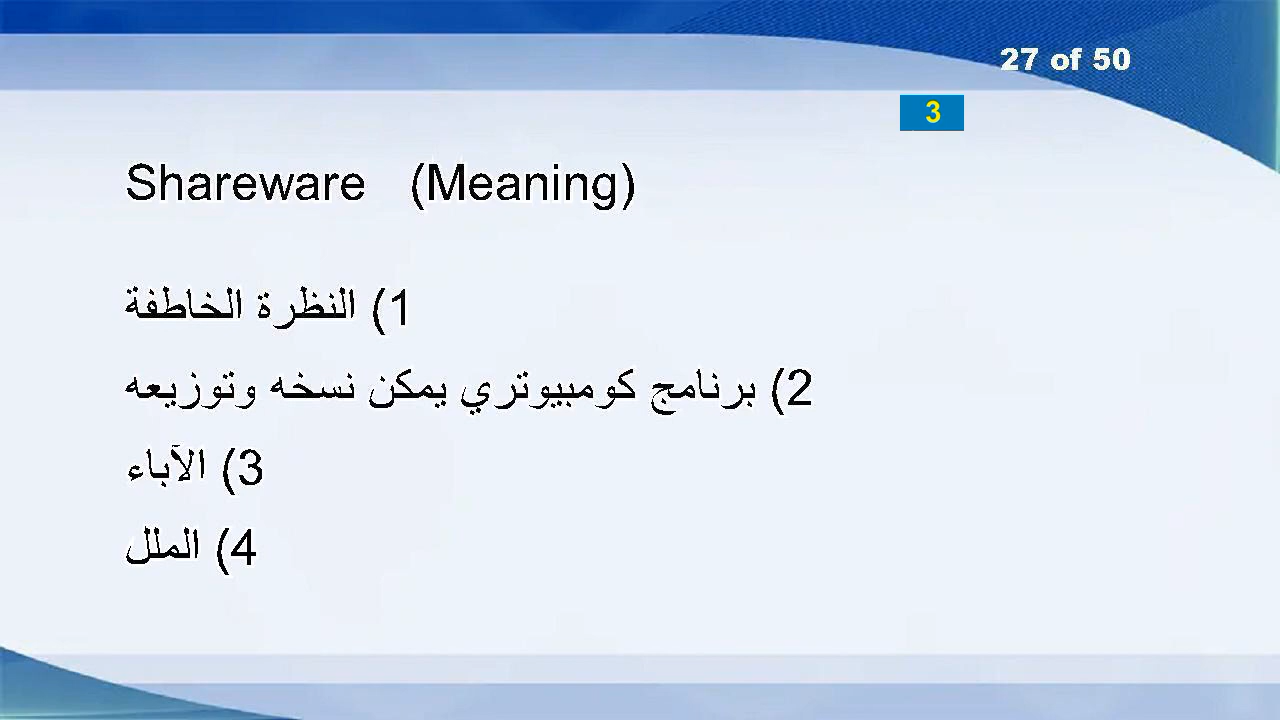 27 of 50
3
Shareware (Meaning)
1) النظرة الخاطفة
2) برنامج كومبيوتري يمكن نسخه وتوزيعه
3) الآباء
4) الملل